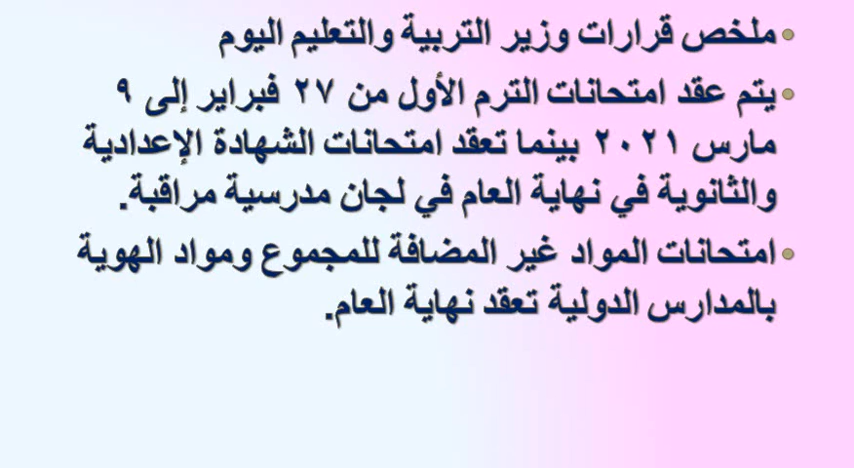 ملخص قرارات وزير التربية والتعليم اليوم
يتم عقد امتحانات الترم الأول من ٢٧ فبراير إلى ٩
مارس ٢٠٢١ بينما تعقد امتحانات الشهادة الإعدادية
والثانوية في نهاية العام في لجان مدرسية مراقبة.
امتحانات المواد غير المضافة للمجموع ومواد الهوية
بالمدارس الدولية تعقد نهاية العام.